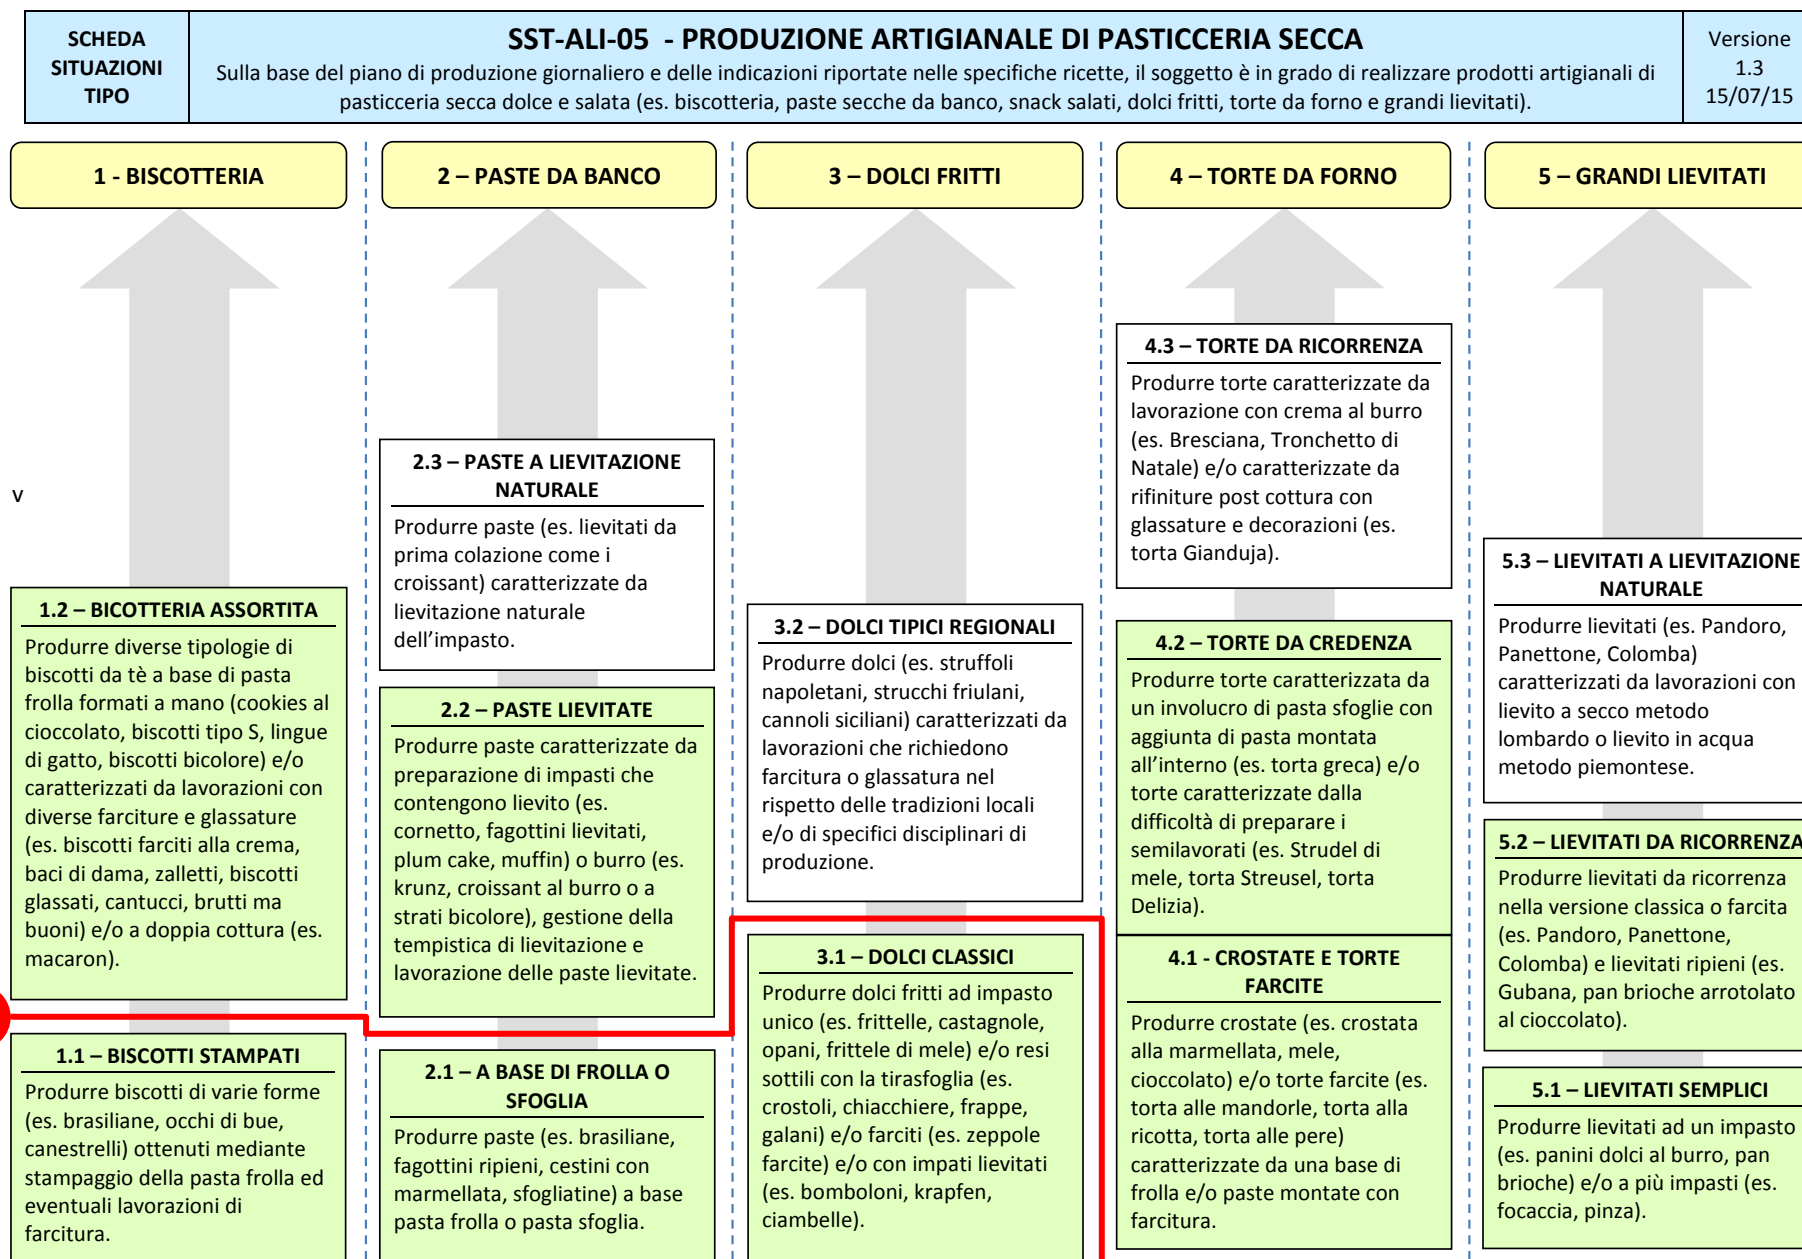 SCHEDA
SITUAZIONI
TIPO
SST-ALI-05 - PRODUZIONE ARTIGIANALE DI PASTICCERIA SECCA
Sulla base del piano di produzione giornaliero e delle indicazioni riportate nelle specifiche ricette, il soggetto è in grado di realizzare prodotti artigianali di
pasticceria secca dolce e salata (es. biscotteria, paste secche da banco, snack salati, dolci fritti, torte da forno e grandi lievitati).
Versione
1.3
15/07/15
1 - BISCOTTERIA
v
1.2 – BICOTTERIA ASSORTITA
Produrre diverse tipologie di
biscotti da tè a base di pasta
frolla formati a mano (cookies al
cioccolato, biscotti tipo S, lingue
di gatto, biscotti bicolore) e/o
caratterizzati da lavorazioni con
diverse farciture e glassature
(es. biscotti farciti alla crema,
baci di dama, zalletti, biscotti
glassati, cantucci, brutti ma
buoni) e/o a doppia cottura (es.
macaron).
1.1 – BISCOTTI STAMPATI
Produrre biscotti di varie forme
(es. brasiliane, occhi di bue,
canestrelli) ottenuti mediante
stampaggio della pasta frolla ed
eventuali lavorazioni di
farcitura.
2 – PASTE DA BANCO
2.3 – PASTE A LIEVITAZIONE
NATURALE
Produrre paste (es. lievitati da
prima colazione come i
croissant) caratterizzate da
lievitazione naturale
dell’impasto.
2.2 – PASTE LIEVITATE
Produrre paste caratterizzate da
preparazione di impasti che
contengono lievito (es.
cornetto, fagottini lievitati,
plum cake, muffin) o burro (es.
krunz, croissant al burro o a
strati bicolore), gestione della
tempistica di lievitazione e
lavorazione delle paste lievitate.
2.1 – A BASE DI FROLLA O
SFOGLIA
Produrre paste (es. brasiliane,
fagottini ripieni, cestini con
marmellata, sfogliatine) a base
pasta frolla o pasta sfoglia.
3 – DOLCI FRITTI
3.2 – DOLCI TIPICI REGIONALI
Produrre dolci (es. struffoli
napoletani, strucchi friulani,
cannoli siciliani) caratterizzati da
lavorazioni che richiedono
farcitura o glassatura nel
rispetto delle tradizioni locali
e/o di specifici disciplinari di
produzione.
3.1 – DOLCI CLASSICI
Produrre dolci fritti ad impasto
unico (es. frittelle, castagnole,
opani, frittele di mele) e/o resi
sottili con la tirasfoglia (es.
crostoli, chiacchiere, frappe,
galani) e/o farciti (es. zeppole
farcite) e/o con impati lievitati
(es. bomboloni, krapfen,
ciambelle).
4 – TORTE DA FORNO
4.3 – TORTE DA RICORRENZA
Produrre torte caratterizzate da
lavorazione con crema al burro
(es. Bresciana, Tronchetto di
Natale) e/o caratterizzate da
rifiniture post cottura con
glassature e decorazioni (es.
torta Gianduja).
4.2 – TORTE DA CREDENZA
Produrre torte caratterizzata da
un involucro di pasta sfoglie con
aggiunta di pasta montata
all’interno (es. torta greca) e/o
torte caratterizzate dalla
difficoltà di preparare i
semilavorati (es. Strudel di
mele, torta Streusel, torta
Delizia).
4.1 - CROSTATE E TORTE
FARCITE
Produrre crostate (es. crostata
alla marmellata, mele,
cioccolato) e/o torte farcite (es.
torta alle mandorle, torta alla
ricotta, torta alle pere)
caratterizzate da una base di
frolla e/o paste montate con
farcitura.
5 – GRANDI LIEVITATI
5.3 – LIEVITATI A LIEVITAZIONE
NATURALE
Produrre lievitati (es. Pandoro,
Panettone, Colomba)
caratterizzati da lavorazioni con
lievito a secco metodo
lombardo o lievito in acqua
metodo piemontese.
5.2 – LIEVITATI DA RICORRENZA
Produrre lievitati da ricorrenza
nella versione classica o farcita
(es. Pandoro, Panettone,
Colomba) e lievitati ripieni (es.
Gubana, pan brioche arrotolato
al cioccolato).
5.1 – LIEVITATI SEMPLICI
Produrre lievitati ad un impasto
(es. panini dolci al burro, pan
brioche) e/o a più impasti (es.
focaccia, pinza).